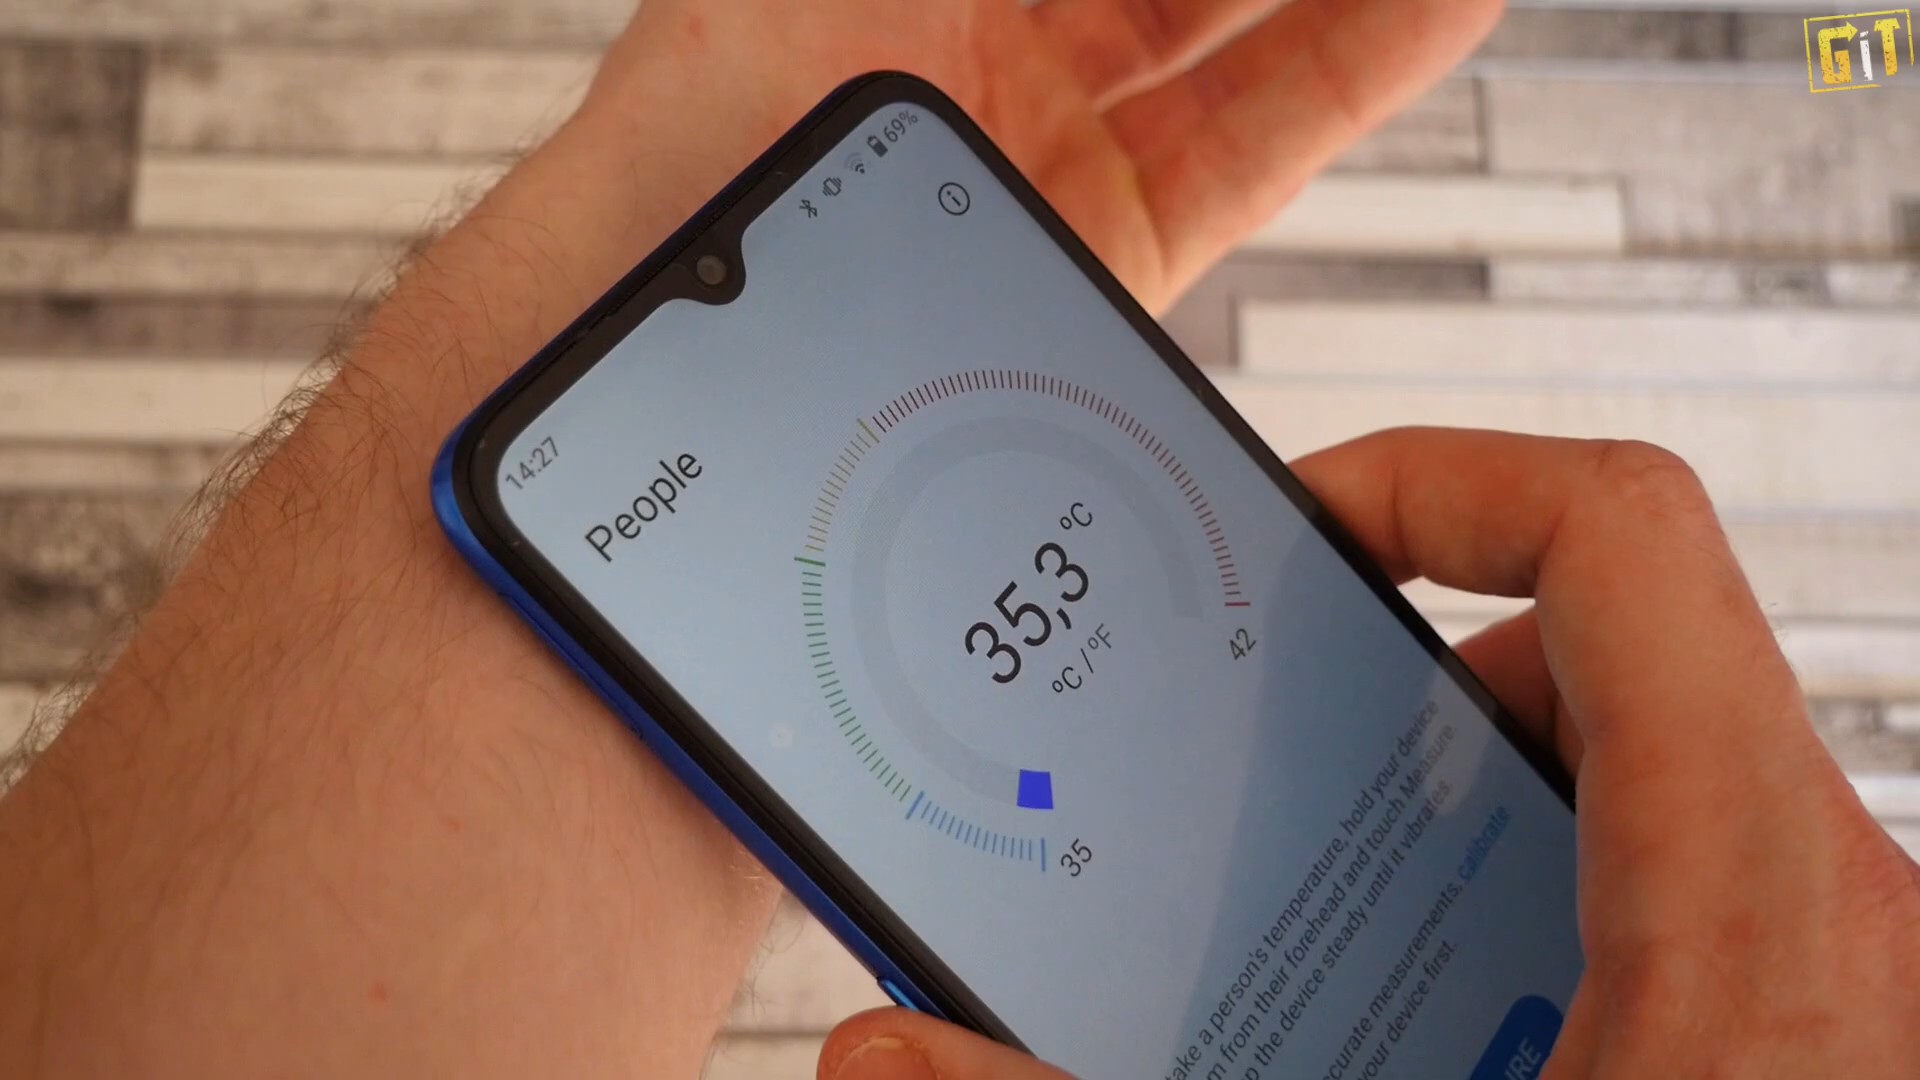 GiT
14:27
69%
People
35,3 °C
°C / °F
35
42
take a person's temperature, hold your device
from their forehead and touch Measure.
the device steady until it vibrates.
accurate measurements, calibrate
your device first.